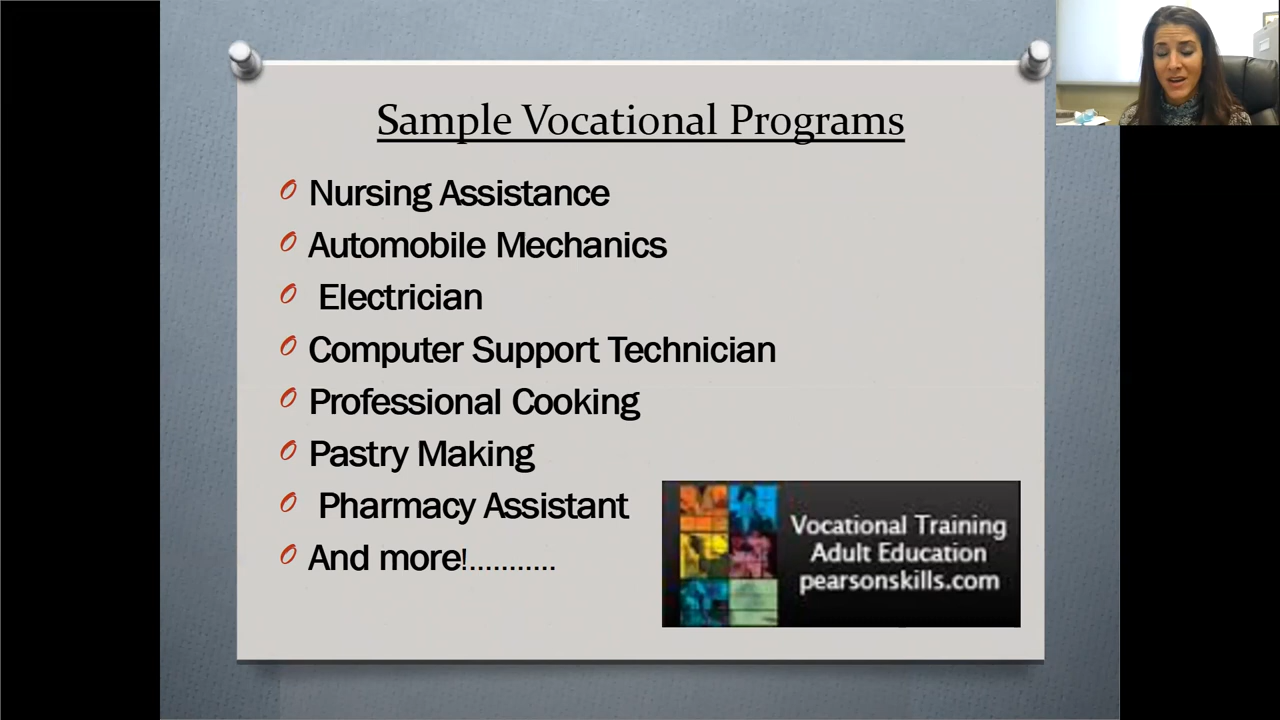 Sample Vocational Programs
Nursing Assistance
Automobile Mechanics
Electrician
Computer Support Technician
Professional Cooking
Pastry Making
Pharmacy Assistant
And more!...........
Vocational Training
Adult Education
pearsonskills.com